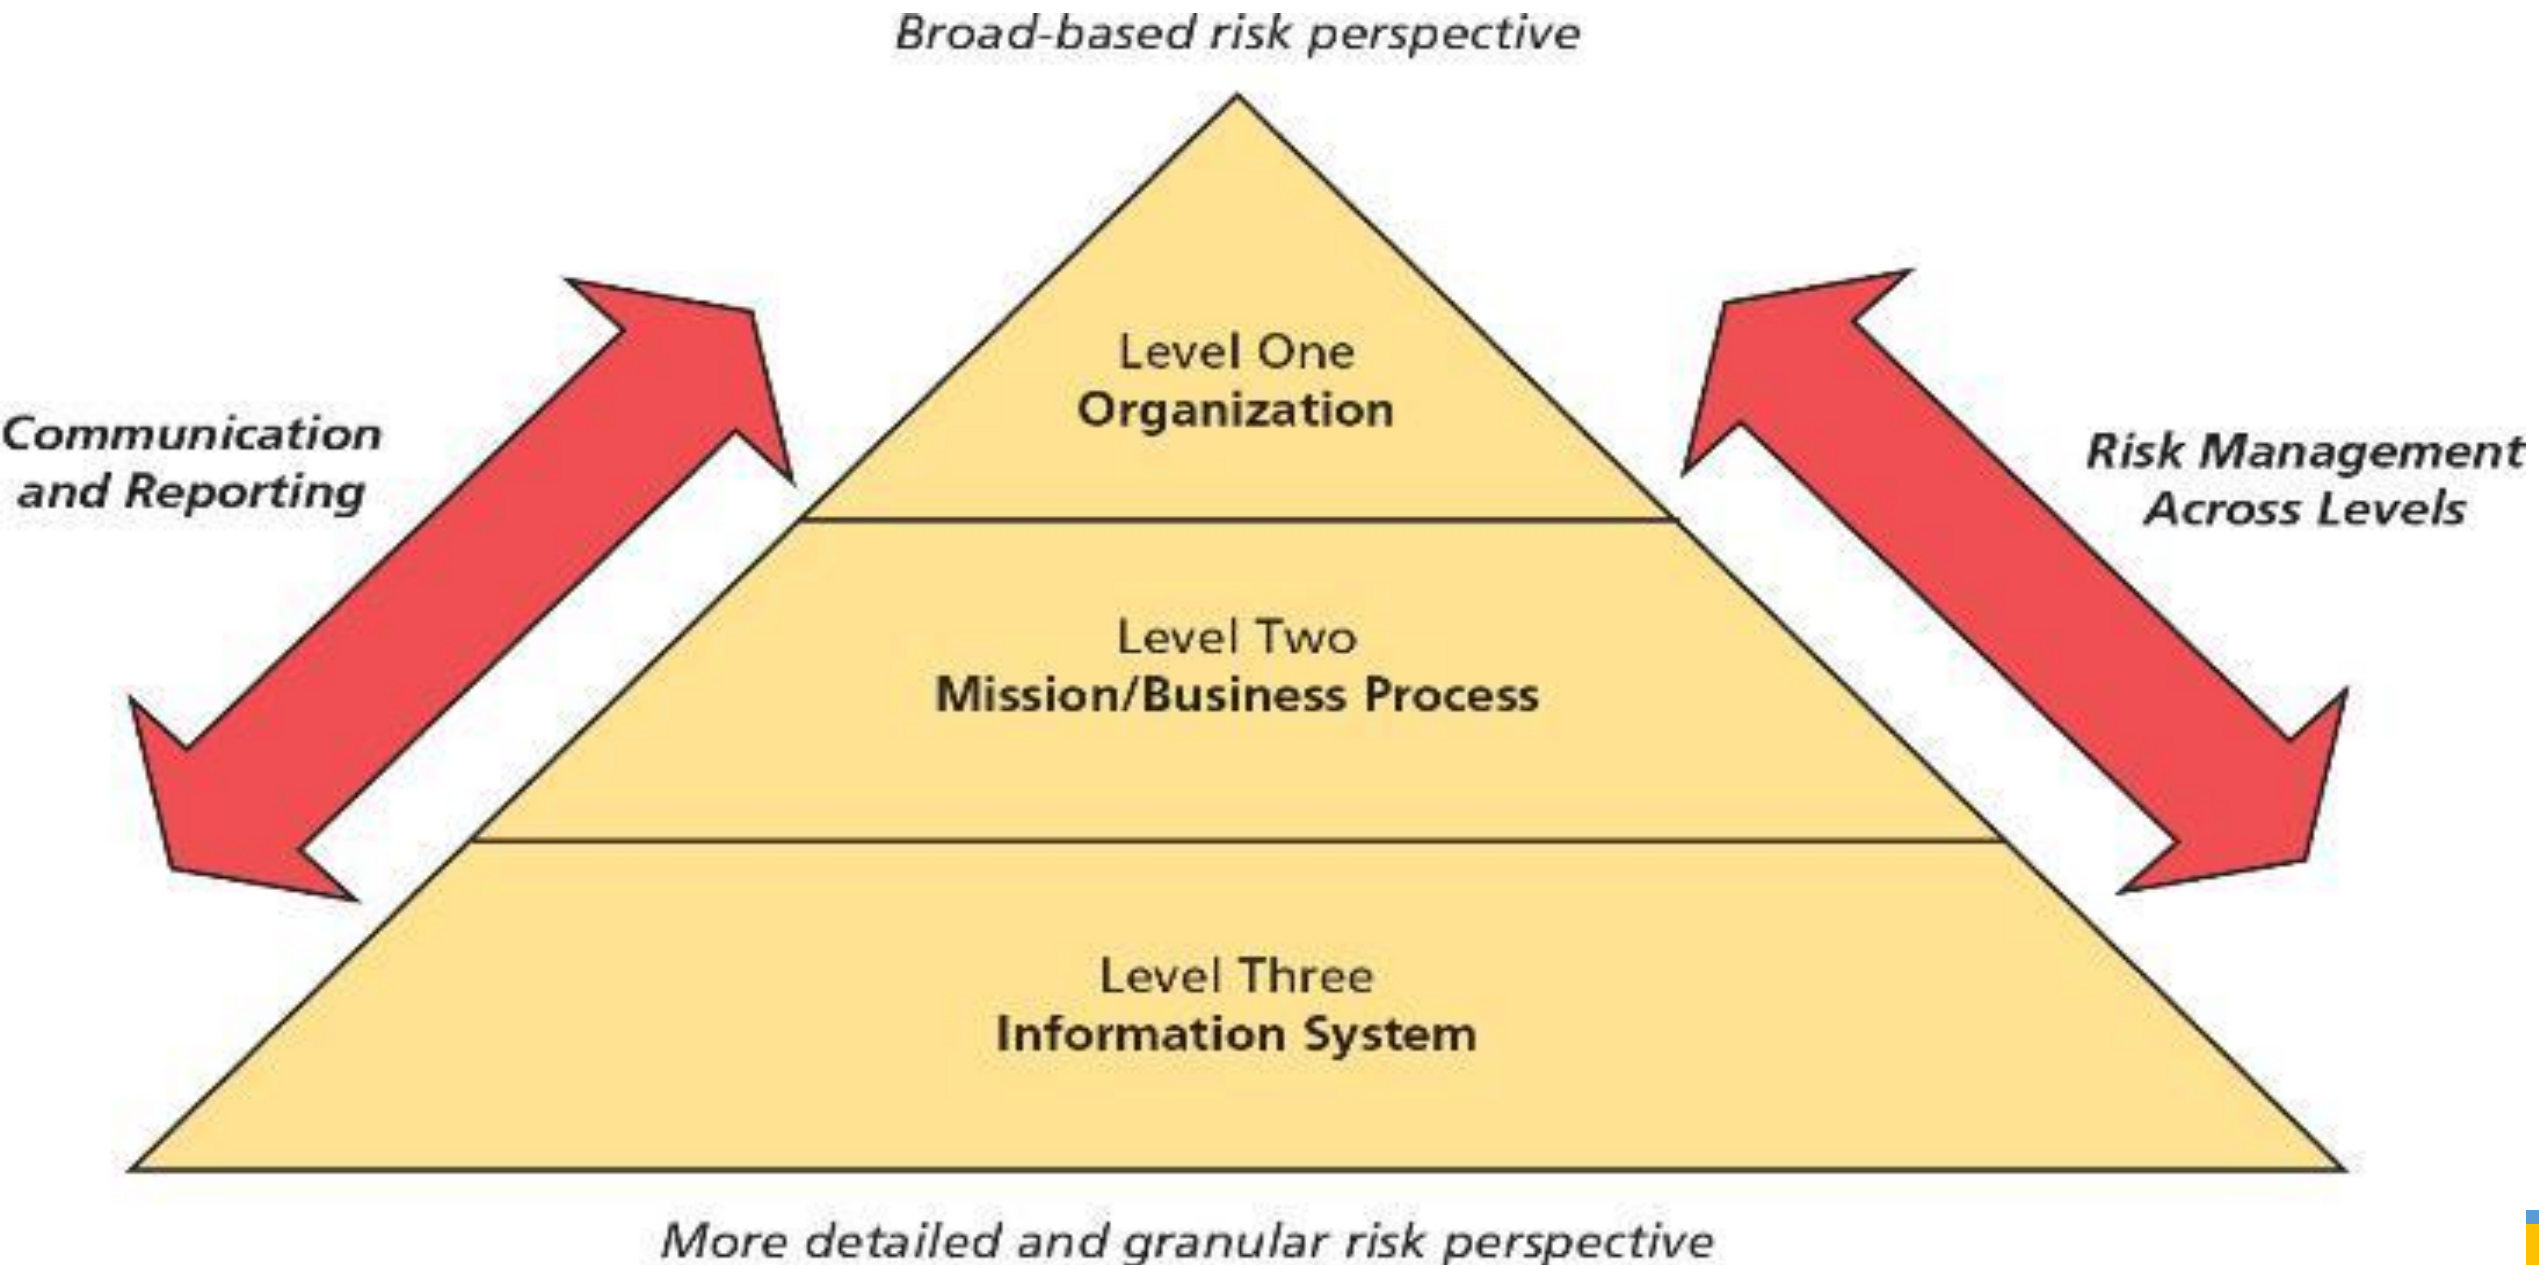 Broad-based risk perspective
Level One
Organization
Communication
and Reporting
Risk Management
Across Levels
Level Two
Mission/Business Process
Level Three
Information System
More detailed and granular risk perspective